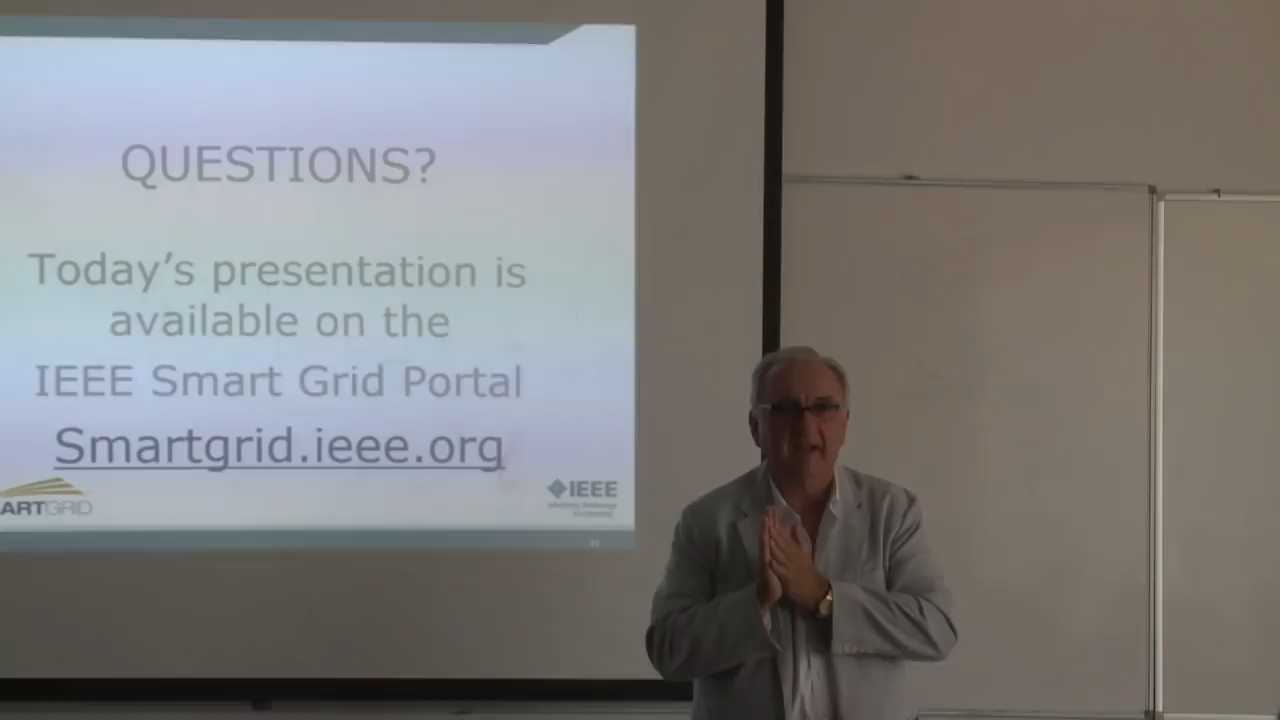 QUESTIONS?
Today's presentation is
available on the
IEEE Smart Grid Portal
Smartgrid.ieee.org
ARTGRID
IEEE